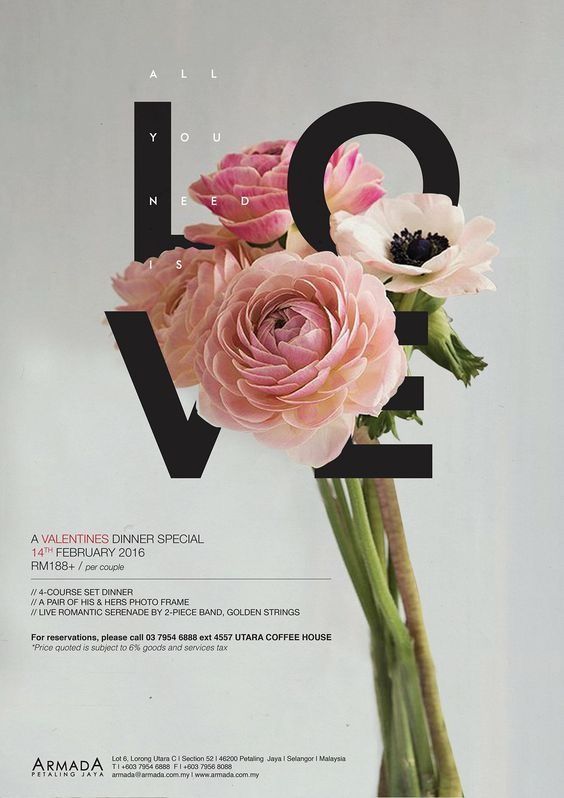 ALL
YOU
NEED
IS
LO
VE
A VALENTINES DINNER SPECIAL
14TH FEBRUARY 2016
RM188+ / per couple
// 4-COURSE SET DINNER
// A PAIR OF HIS & HERS PHOTO FRAME
// LIVE ROMANTIC SERENADE BY 2-PIECE BAND, GOLDEN STRINGS
For reservations, please call 03 7954 6888 ext 4557 UTARA COFFEE HOUSE
*Price quoted is subject to 6% goods and services tax
ARMADA
PETALING JAYA
Lot 6, Lorong Utara C | Section 52 | 46200 Petaling Jaya | Selangor | Malaysia
T | +603 7954 6888 F | +603 7956 8088
armada@armada.com.my | www.armada.com.my